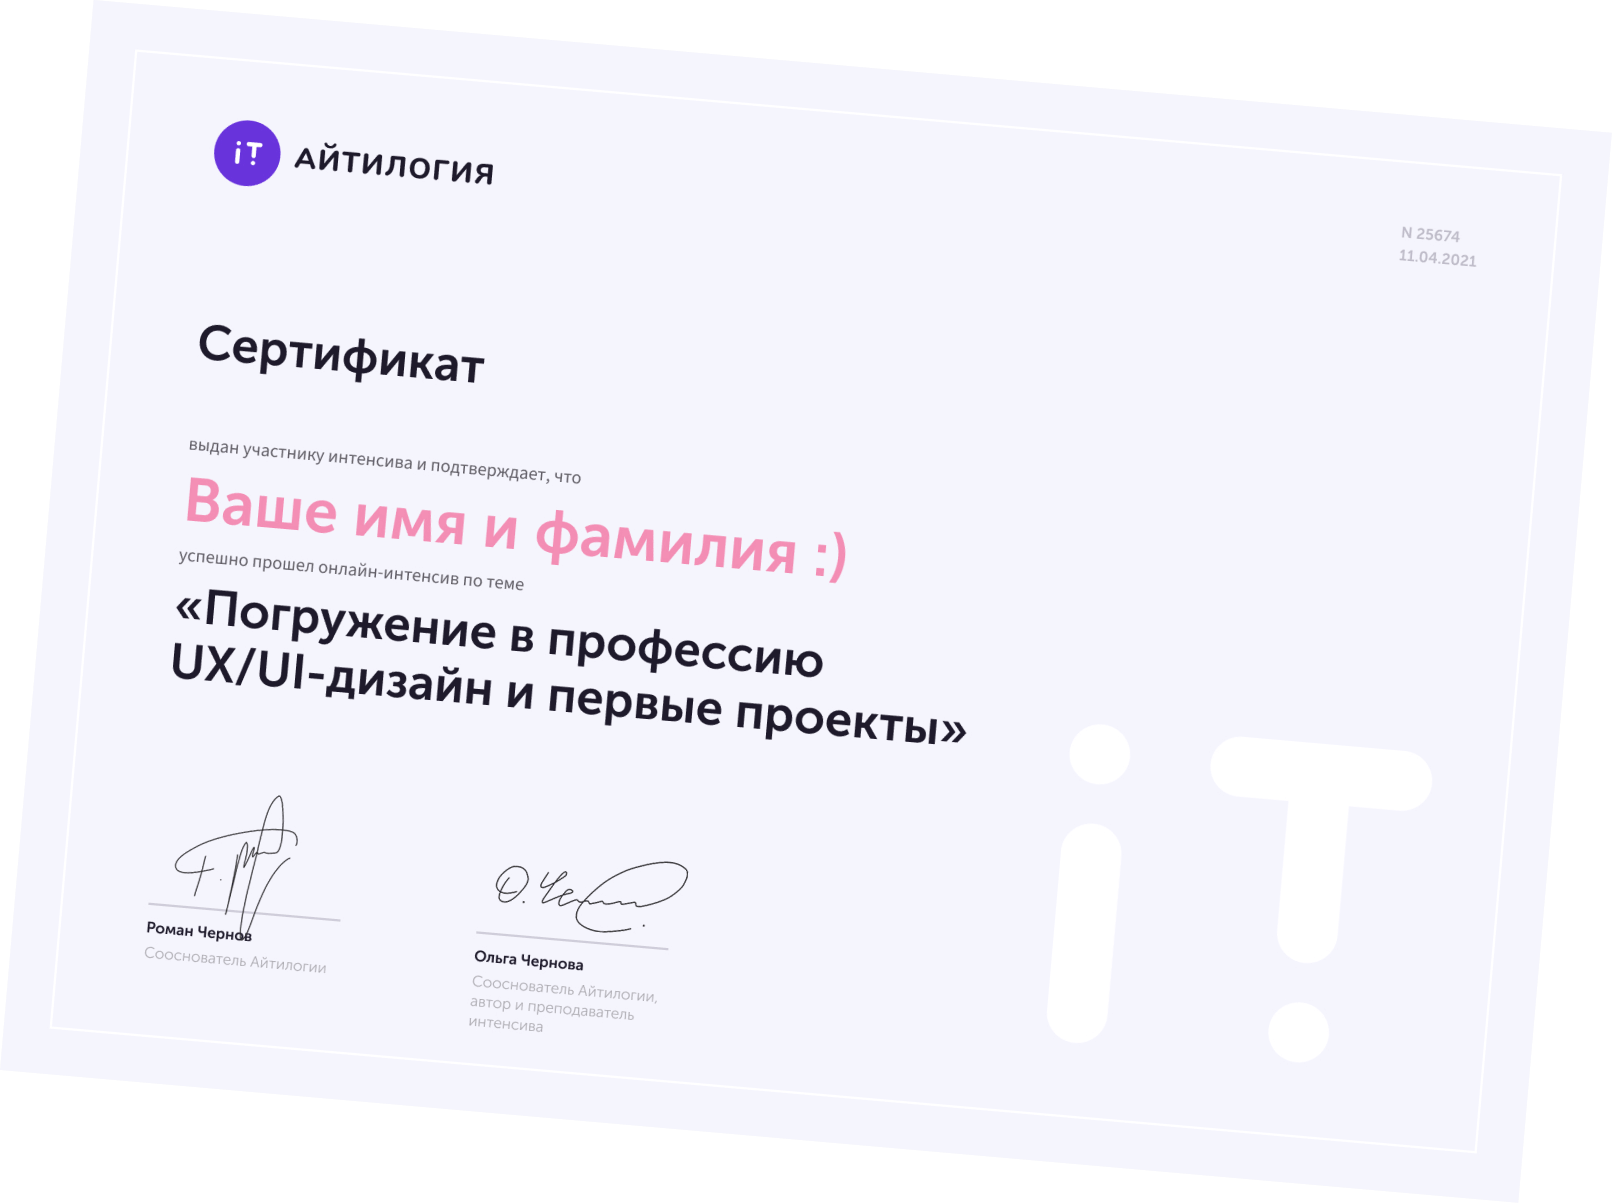 iT АЙТИЛОГИЯ
N 25674
11.04.2021
Сертификат
выдан участнику интенсива и подтверждает, что
Ваше имя и фамилия :)
успешно прошел онлайн-интенсив по теме
«Погружение в профессию
UX/UI-дизайн и первые проекты»
Роман Чернов
Сооснователь Айтилогии
О. Черн
Ольга Чернова
Сооснователь Айтилогии,
автор и преподаватель
интенсива
iT